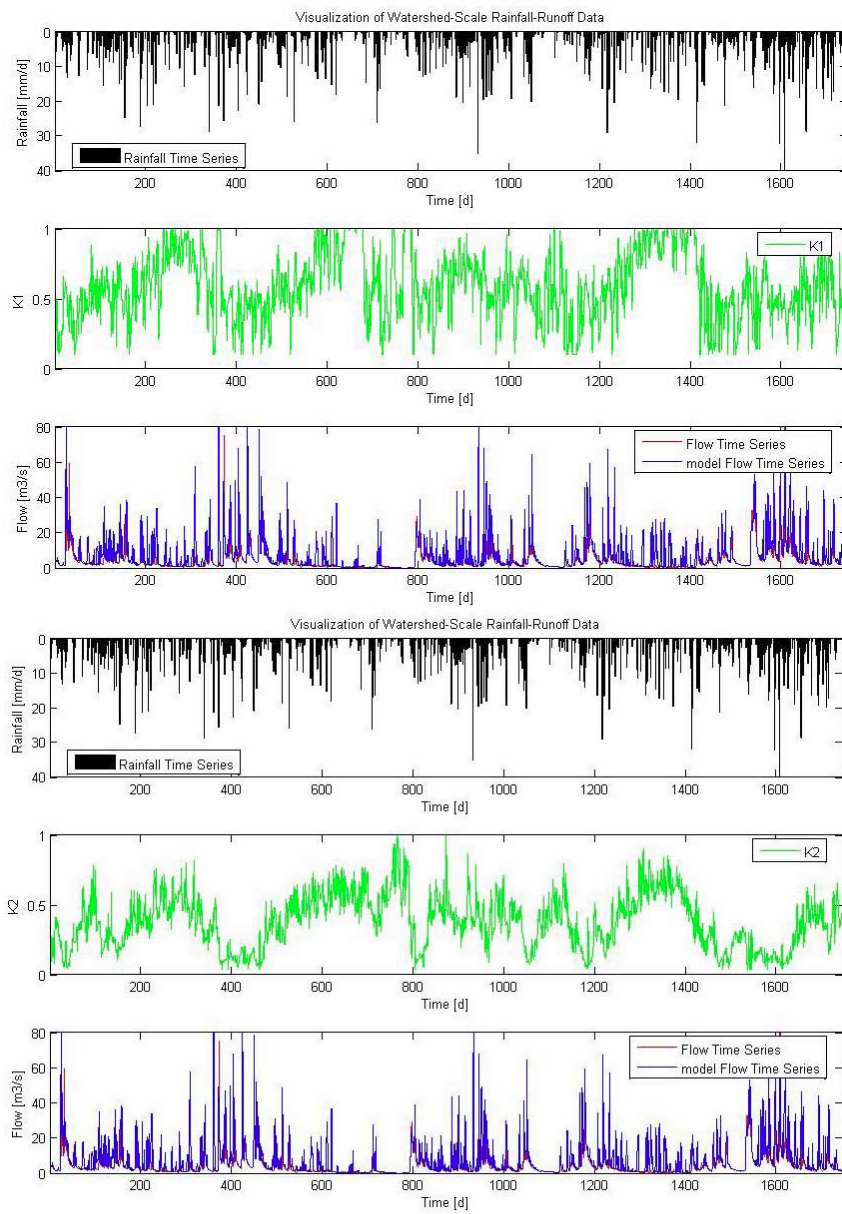 Visualization of Watershed-Scale Rainfall-Runoff Data
0
10
20
30
40
Rainfall [mm/d]
Rainfall Time Series
200 400 600 800 1000 1200 1400 1600
Time [d]
1
0.5
0
K1
K1
200 400 600 800 1000 1200 1400 1600
Time [d]
80
60
40
20
0
Flow [m3/s]
Flow Time Series
model Flow Time Series
200 400 600 800 1000 1200 1400 1600
Time [d]
Visualization of Watershed-Scale Rainfall-Runoff Data
0
10
20
30
40
Rainfall [mm/d]
Rainfall Time Series
200 400 600 800 1000 1200 1400 1600
Time [d]
1
0.5
0
K2
K2
200 400 600 800 1000 1200 1400 1600
Time [d]
80
60
40
20
0
Flow [m3/s]
Flow Time Series
model Flow Time Series
200 400 600 800 1000 1200 1400 1600
Time [d]